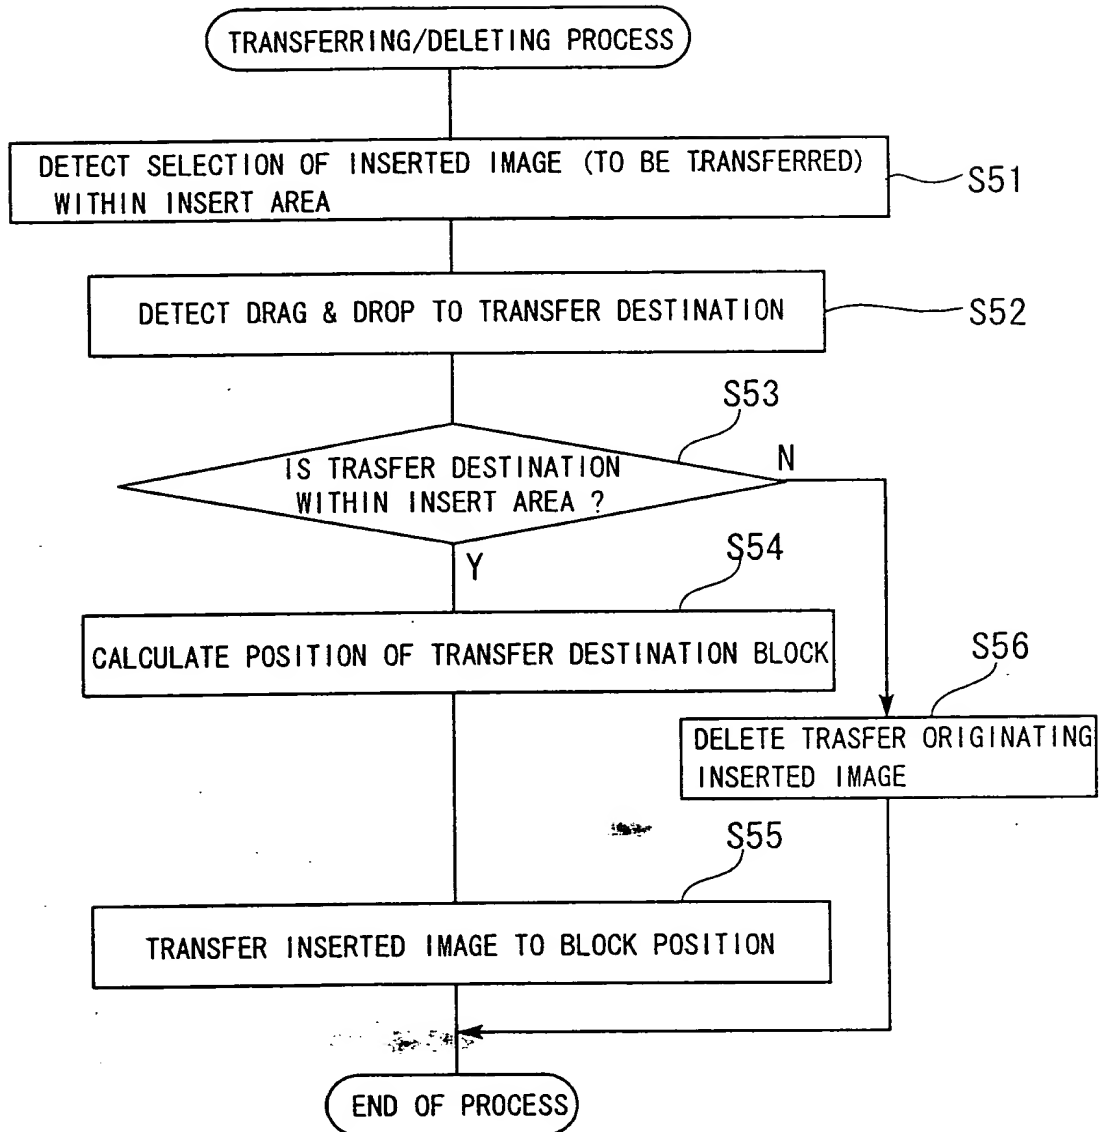 TRANSFERRING/DELETING PROCESS
DETECT SELECTION OF INSERTED IMAGE (TO BE TRANSFERRED)
WITHIN INSERT AREA
S51
DETECT DRAG & DROP TO TRANSFER DESTINATION
S52
S53
IS TRASFER DESTINATION
WITHIN INSERT AREA ?
N
Y
S54
CALCULATE POSITION OF TRANSFER DESTINATION BLOCK
S56
DELETE TRASFER ORIGINATING
INSERTED IMAGE
S55
TRANSFER INSERTED IMAGE TO BLOCK POSITION
END OF PROCESS